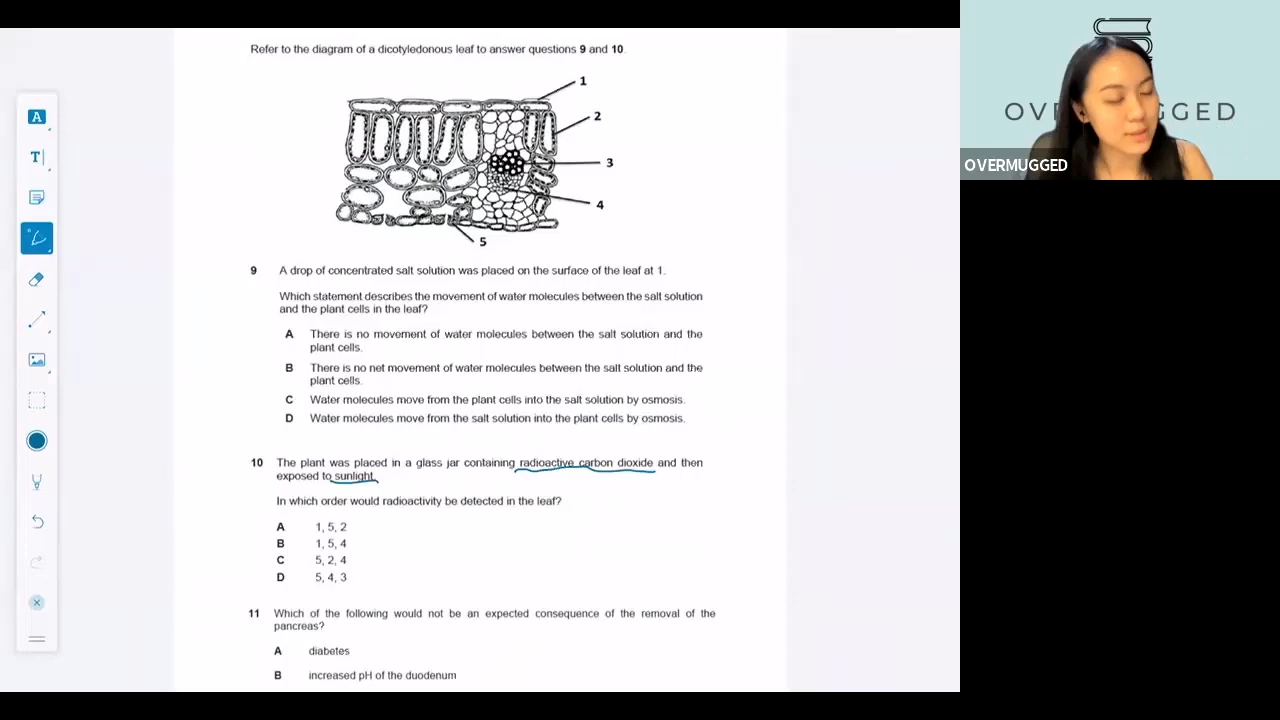 Refer to the diagram of a dicotyledonous leaf to answer questions 9 and 10.
1
2
3
4
5
9 A drop of concentrated salt solution was placed on the surface of the leaf at 1.
Which statement describes the movement of water molecules between the salt solution
and the plant cells in the leaf?
A There is no movement of water molecules between the salt solution and the
plant cells.
B There is no net movement of water molecules between the salt solution and the
plant cells.
C Water molecules move from the plant cells into the salt solution by osmosis.
D Water molecules move from the salt solution into the plant cells by osmosis.
10 The plant was placed in a glass jar containing radioactive carbon dioxide and then
exposed to sunlight.
In which order would radioactivity be detected in the leaf?
A 1, 5, 2
B 1, 5, 4
C 5, 2, 4
D 5, 4, 3
11 Which of the following would not be an expected consequence of the removal of the
pancreas?
A diabetes
B increased pH of the duodenum
A
T
OV GGED
OVERMUGGED